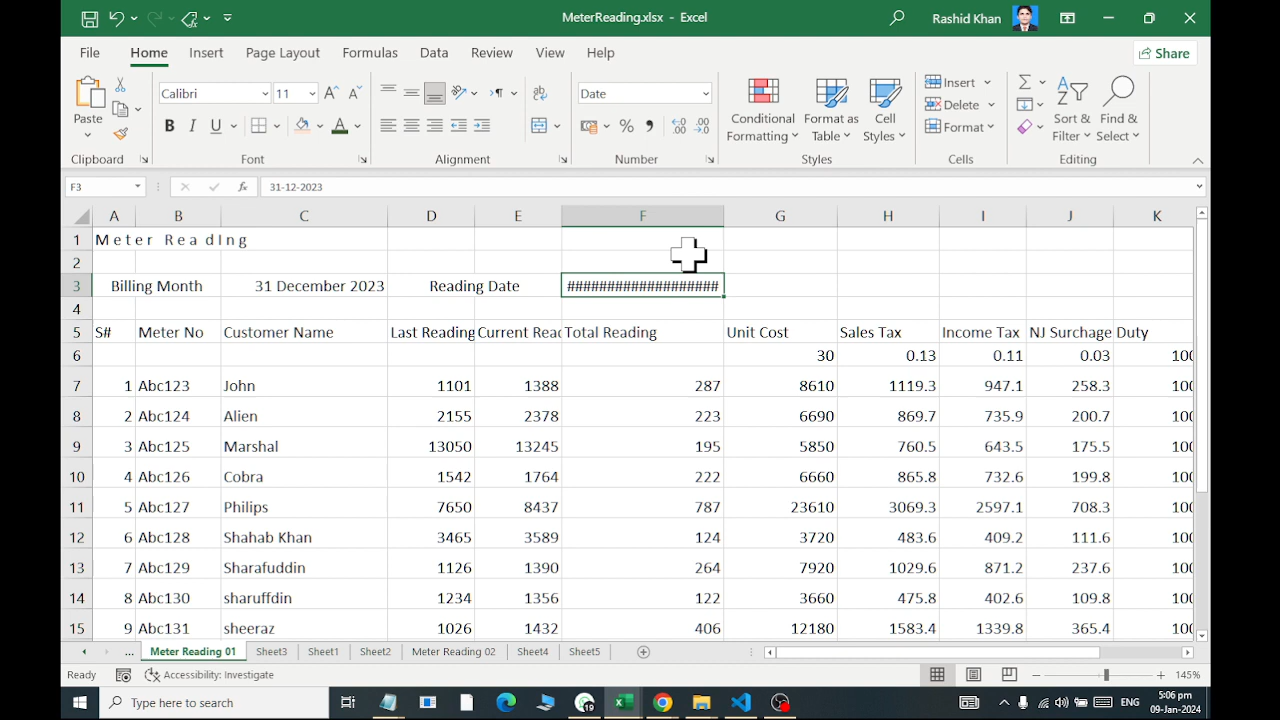 MeterReading.xlsx - Excel
Rashid Khan
File Home Insert Page Layout Formulas Data Review View Help
Share
Calibri 11
Date
Paste
B I U
Conditional Formatting
Format as Table
Cell Styles
Insert
Delete
Format
Sort & Filter
Find & Select
Clipboard Font Alignment Number Styles Cells Editing
F3 fx 31-12-2023
A B C D E F G H I J K
1 Meter ReadIng
2
3 Billing Month 31 December 2023 Reading Date ###################
4
5 S# Meter No Customer Name Last Reading Current Read Total Reading Unit Cost Sales Tax Income Tax NJ Surchage Duty
6 30 0.13 0.11 0.03 100
7 1 Abc123 John 1101 1388 287 8610 1119.3 947.1 258.3 100
8 2 Abc124 Alien 2155 2378 223 6690 869.7 735.9 200.7 100
9 3 Abc125 Marshal 13050 13245 195 5850 760.5 643.5 175.5 100
10 4 Abc126 Cobra 1542 1764 222 6660 865.8 732.6 199.8 100
11 5 Abc127 Philips 7650 8437 787 23610 3069.3 2597.1 708.3 100
12 6 Abc128 Shahab Khan 3465 3589 124 3720 483.6 409.2 111.6 100
13 7 Abc129 Sharafuddin 1126 1390 264 7920 1029.6 871.2 237.6 100
14 8 Abc130 sharuffdin 1234 1356 122 3660 475.8 402.6 109.8 100
15 9 Abc131 sheeraz 1026 1432 406 12180 1583.4 1339.8 365.4 100
... Meter Reading 01 Sheet3 Sheet1 Sheet2 Meter Reading 02 Sheet4 Sheet5
Ready Accessibility: Investigate 145%
Type here to search
ENG
5:06 pm
09-Jan-2024